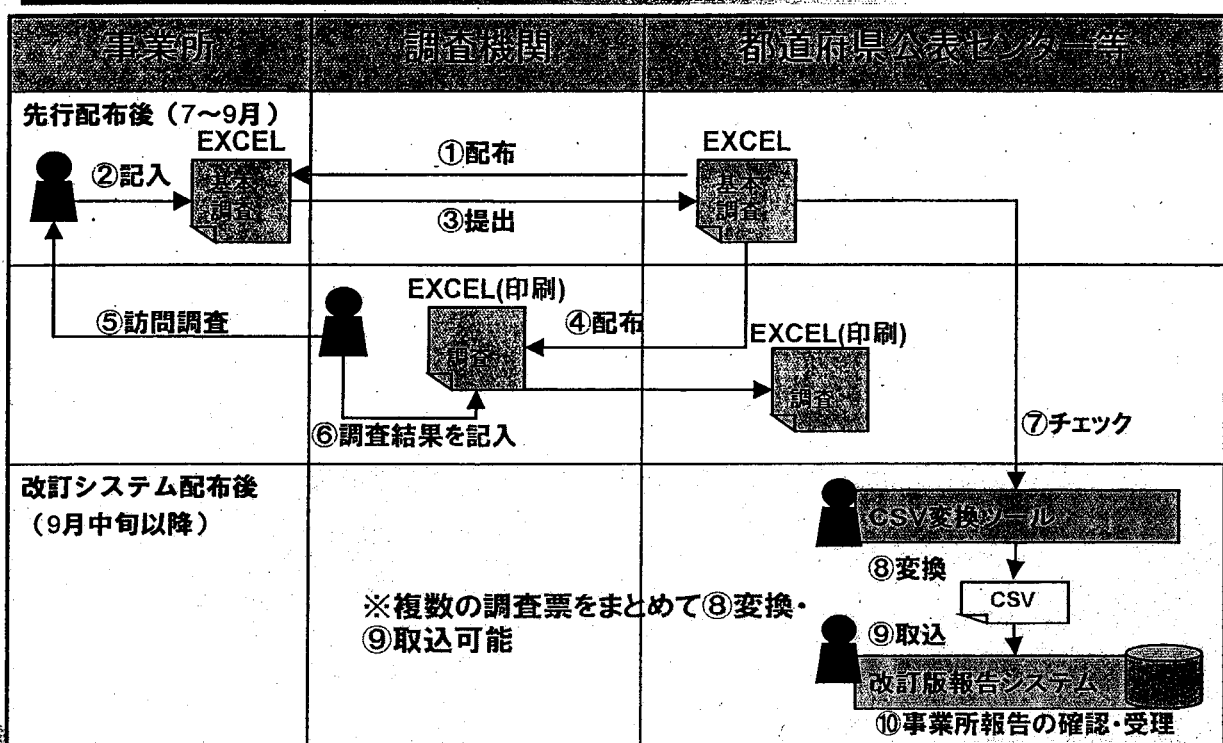 事業所
調査機関
都道府県公表センター等
先行配布後（7～9月）
EXCEL
①配布
EXCEL
②記入
基本
調査
基本
調査
③提出
EXCEL(印刷)
⑤訪問調査
④配布
EXCEL(印刷)
調査
調査
⑥調査結果を記入
⑦チェック
改訂システム配布後
（9月中旬以降）
CSV変換ツール
⑧変換
CSV
※複数の調査票をまとめて⑧変換・
⑨取込可能
⑨取込
改訂版報告システム
⑩事業所報告の確認・受理